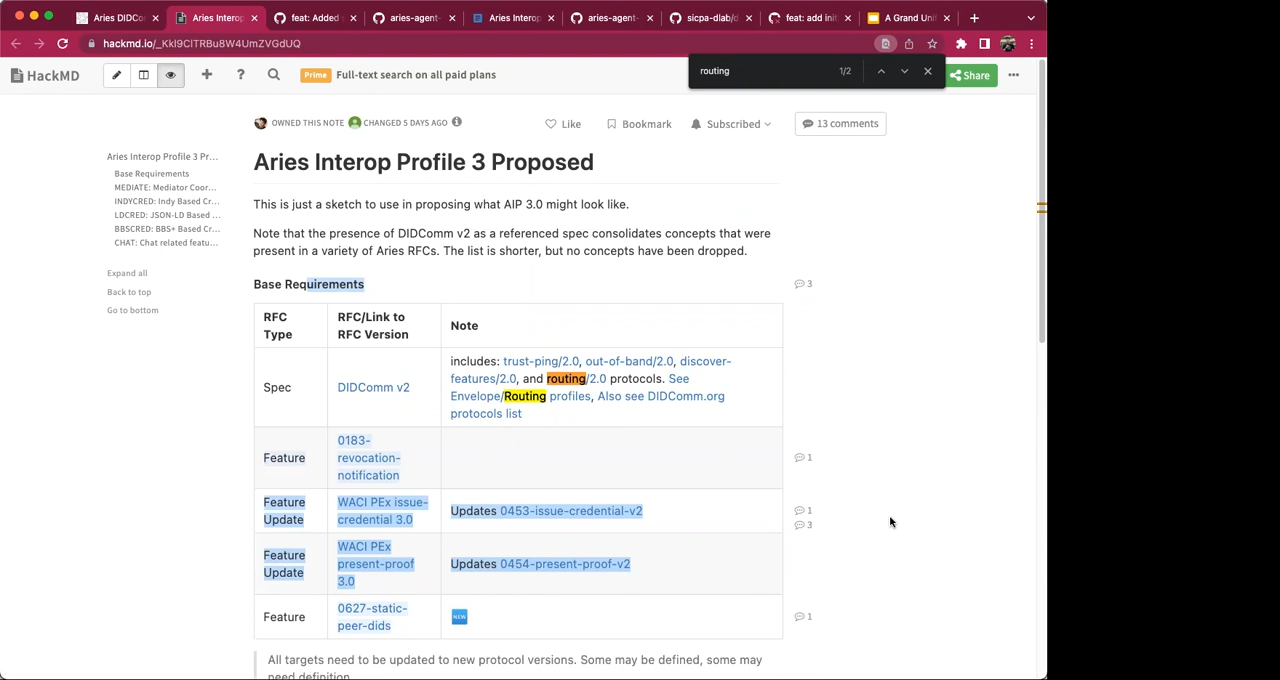 Aries DIDCo
Aries Interop
feat: Added s
aries-agent-
Aries Interop
aries-agent-
sicpa-dlab/d
feat: add init
A Grand Uni
hackmd.io/_KkI9ClTRBu8W4UmZVGdUQ
routing 1/2
HackMD
Prime Full-text search on all paid plans
Share
OWNED THIS NOTE CHANGED 5 DAYS AGO
Like Bookmark Subscribed 13 comments
Aries Interop Profile 3 Pr...
Base Requirements
MEDIATE: Mediator Coor...
INDYCRED: Indy Based Cr...
LDCRED: JSON-LD Based ...
BBSCRED: BBS+ Based Cr...
CHAT: Chat related featu...
Expand all
Back to top
Go to bottom
Aries Interop Profile 3 Proposed
This is just a sketch to use in proposing what AIP 3.0 might look like.
Note that the presence of DIDComm v2 as a referenced spec consolidates concepts that were
present in a variety of Aries RFCs. The list is shorter, but no concepts have been dropped.
Base Requirements 3
RFC Type
RFC/Link to RFC Version
Note
Spec
DIDComm v2
includes: trust-ping/2.0, out-of-band/2.0, discover-
features/2.0, and routing/2.0 protocols. See
Envelope/Routing profiles, Also see DIDComm.org
protocols list
Feature
0183-
revocation-
notification
1
Feature
Update
WACI PEx issue-
credential 3.0
Updates 0453-issue-credential-v2
1
3
Feature
Update
WACI PEx
present-proof
3.0
Updates 0454-present-proof-v2
Feature
0627-static-
peer-dids
NEW
1
All targets need to be updated to new protocol versions. Some may be defined, some may
need definition